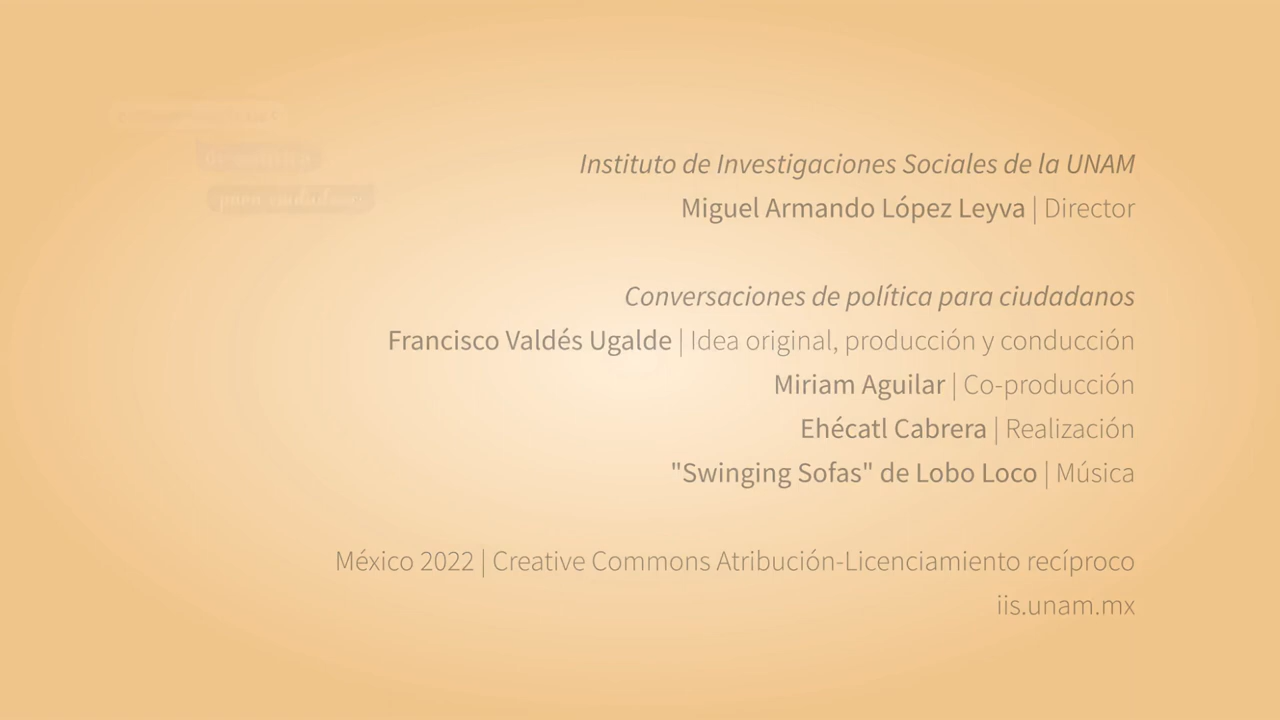 Instituto de Investigaciones Sociales de la UNAM
Miguel Armando López Leyva | Director
Conversaciones de política para ciudadanos
Francisco Valdés Ugalde | Idea original, producción y conducción
Miriam Aguilar | Co-producción
Ehécatl Cabrera | Realización
"Swinging Sofas" de Lobo Loco | Música
México 2022 | Creative Commons Atribución-Licenciamiento recíproco
iis.unam.mx